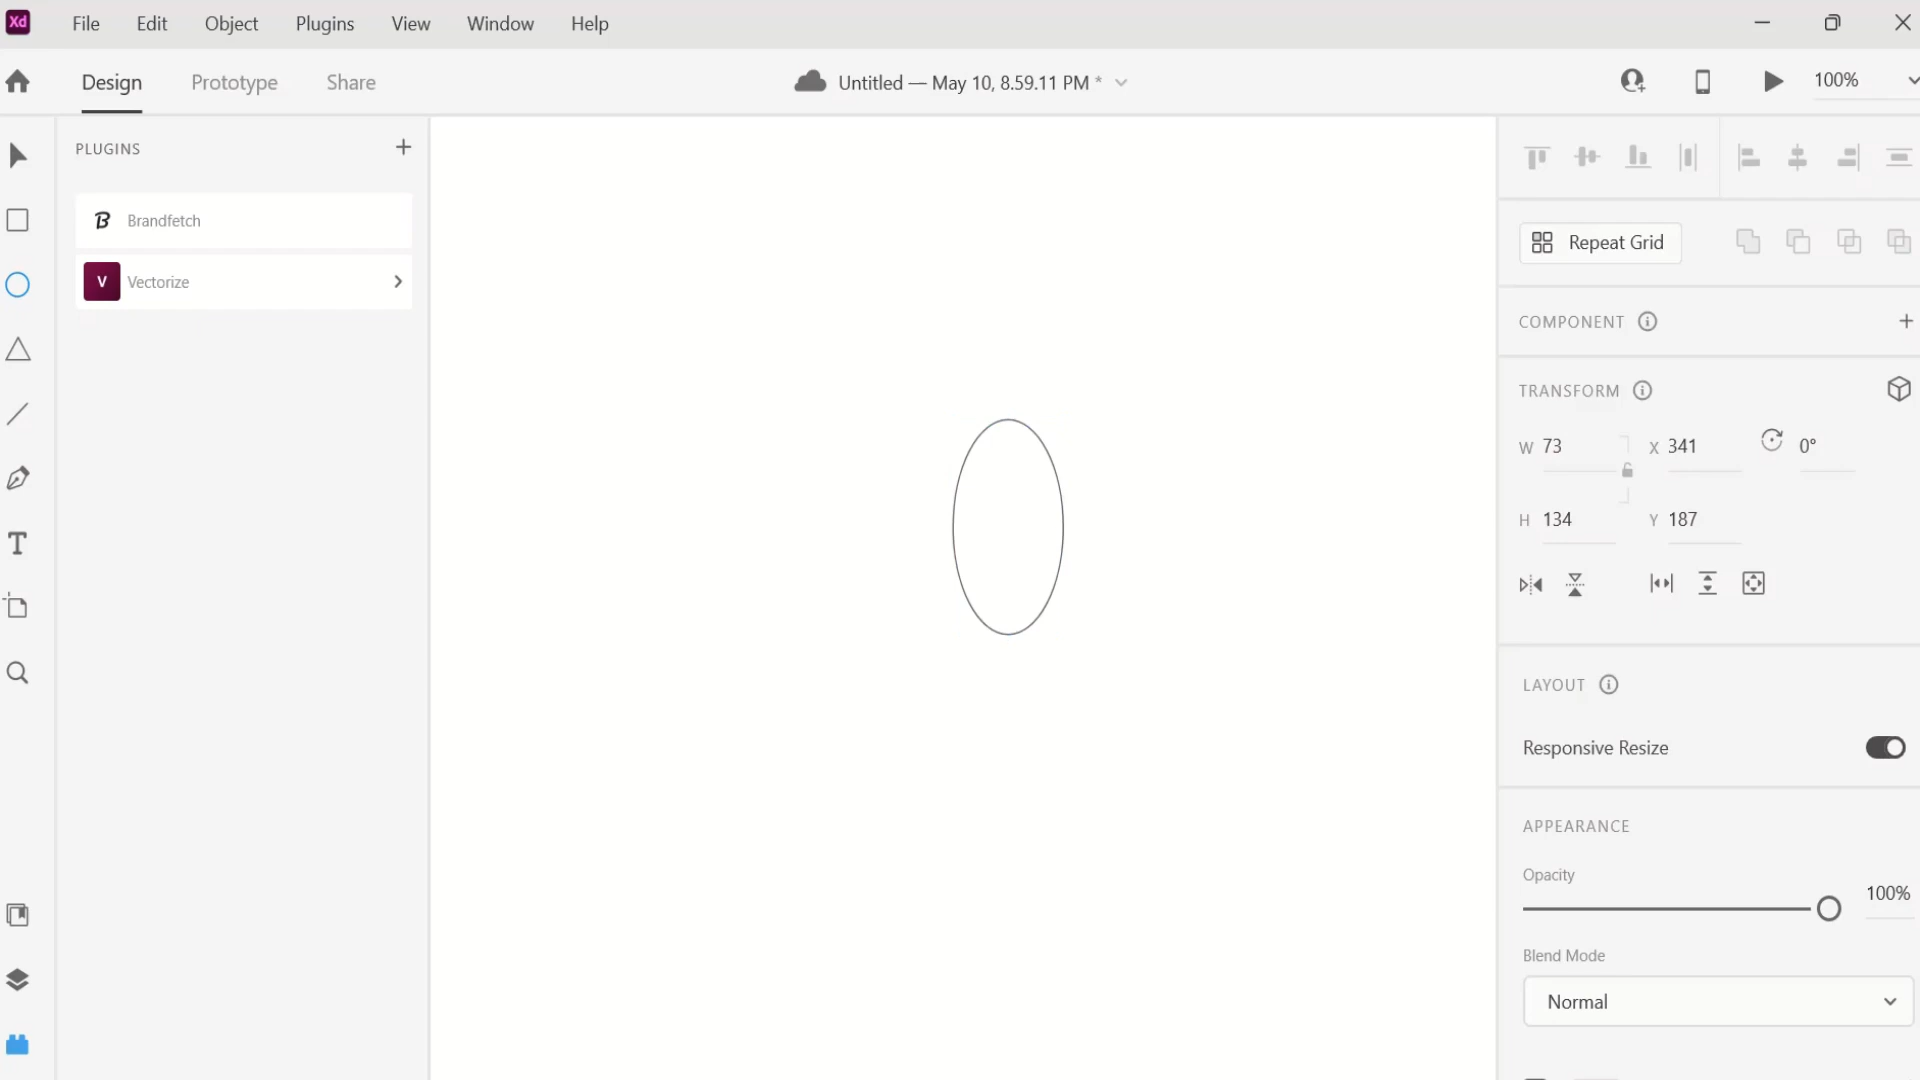 Xd File Edit Object Plugins View Window Help
Design Prototype Share Untitled — May 10, 8.59.11 PM * 100%
PLUGINS +
Brandfetch
V Vectorize
Repeat Grid
COMPONENT
TRANSFORM
W 73 X 341 0°
H 134 Y 187
T
LAYOUT
Responsive Resize
APPEARANCE
Opacity
100%
Blend Mode
Normal